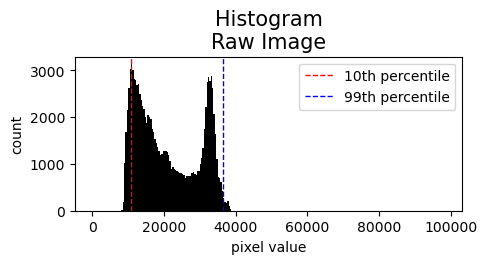 Histogram
Raw Image
10th percentile
99th percentile
count
3000
2000
1000
0
0 20000 40000 60000 80000 100000
pixel value